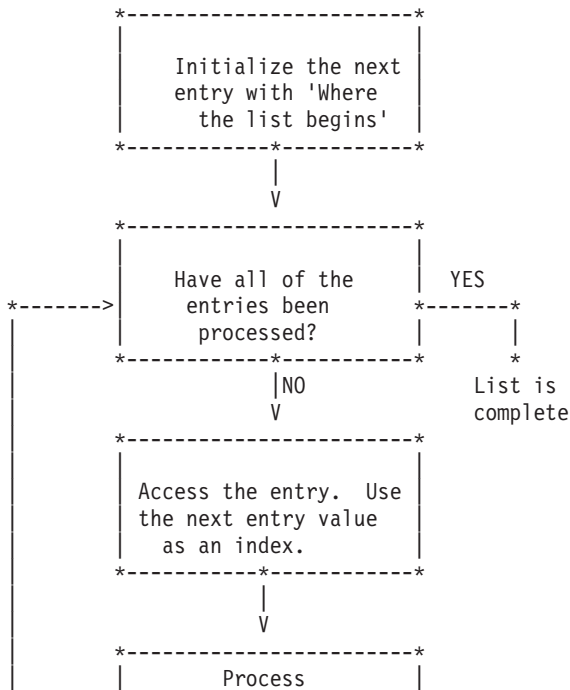 Initialize the next
entry with 'Where
the list begins'
V
Have all of the
entries been
processed?
YES
NO
V
List is
complete
Access the entry. Use
the next entry value
as an index.
V
Process